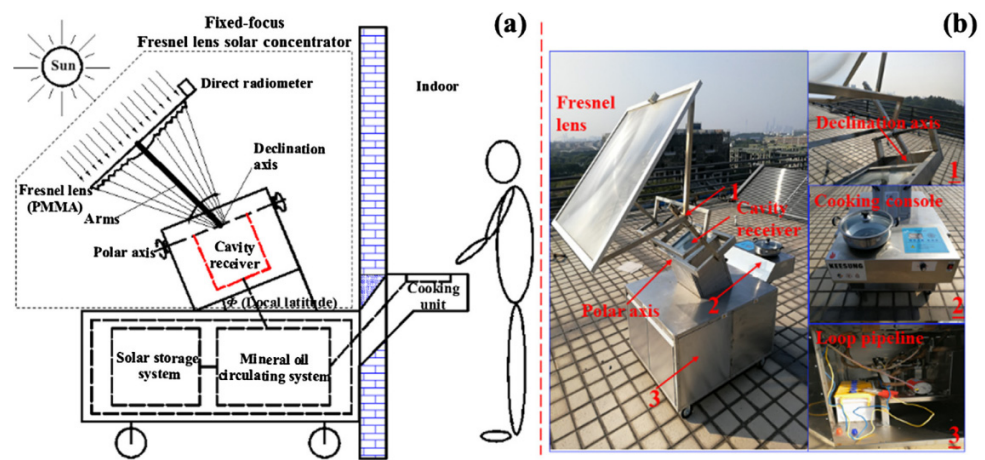 (a)
Fixed-focus
Fresnel lens solar concentrator
Sun
Direct radiometer
Indoor
Declination
axis
Fresnel lens
(PMMA)
Arms
Polar axis
Cavity
receiver
Φ (Local latitude)
Cooking
unit
Solar storage
system
Mineral oil
circulating system
(b)
Fresnel
lens
1
Cavity
receiver
2
Polar axis
3
Declination axis
1
Cooking console
KEESUNG
2
Loop pipeline
3